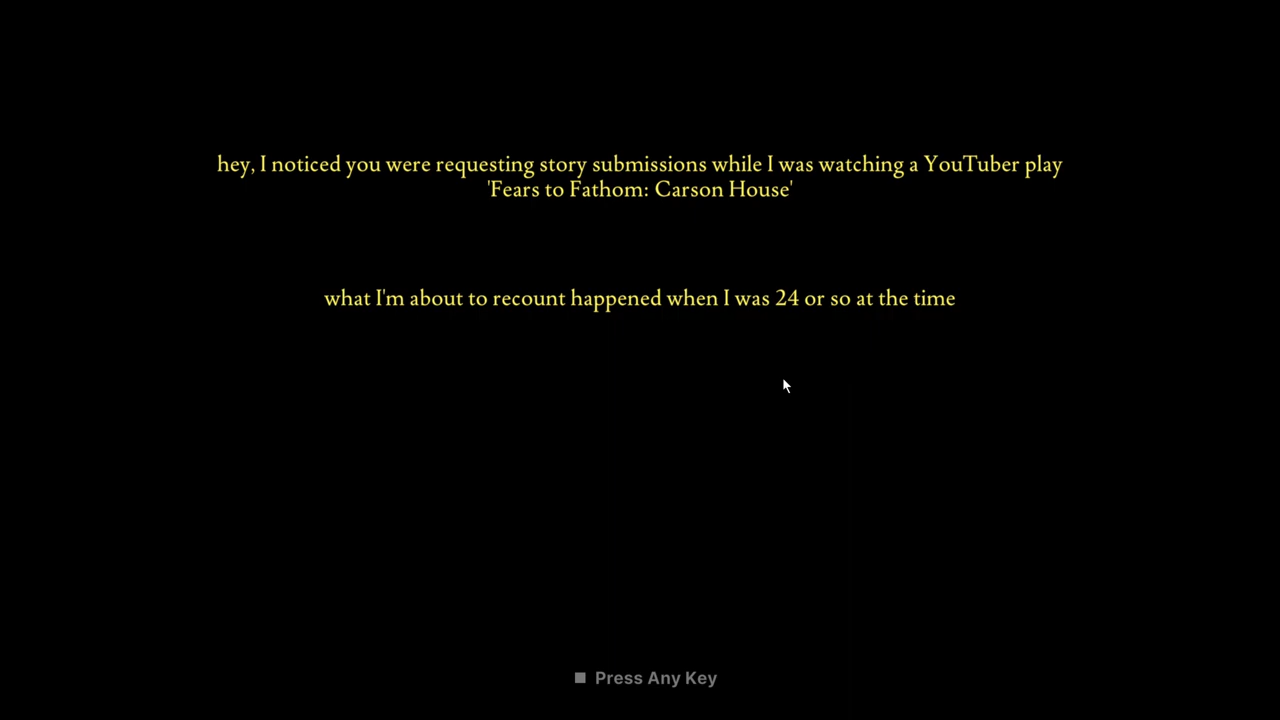 hey, I noticed you were requesting story submissions while I was watching a YouTuber play
'Fears to Fathom: Carson House'
what I'm about to recount happened when I was 24 or so at the time
Press Any Key